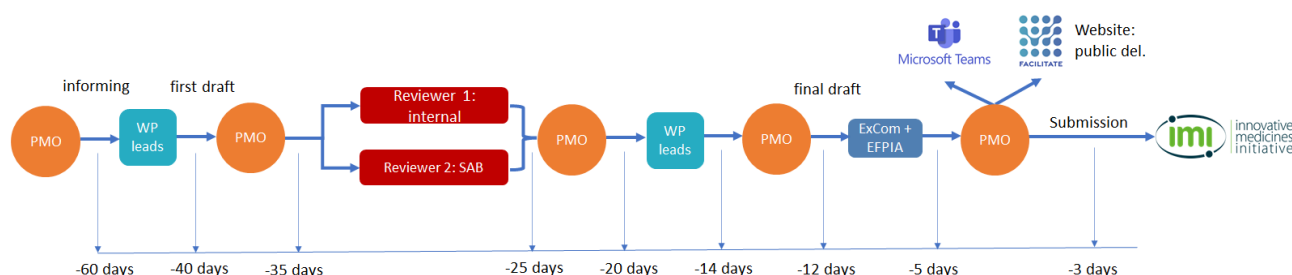 informing
first draft
final draft
Microsoft Teams
FACILITATE
Website:
public del.
Submission
PMO
WP
leads
PMO
Reviewer 1:
internal
Reviewer 2: SAB
PMO
WP
leads
PMO
ExCom +
EFPIA
PMO
imi
innovative
medicines
initiative
-60 days
-40 days
-35 days
-25 days
-20 days
-14 days
-12 days
-5 days
-3 days